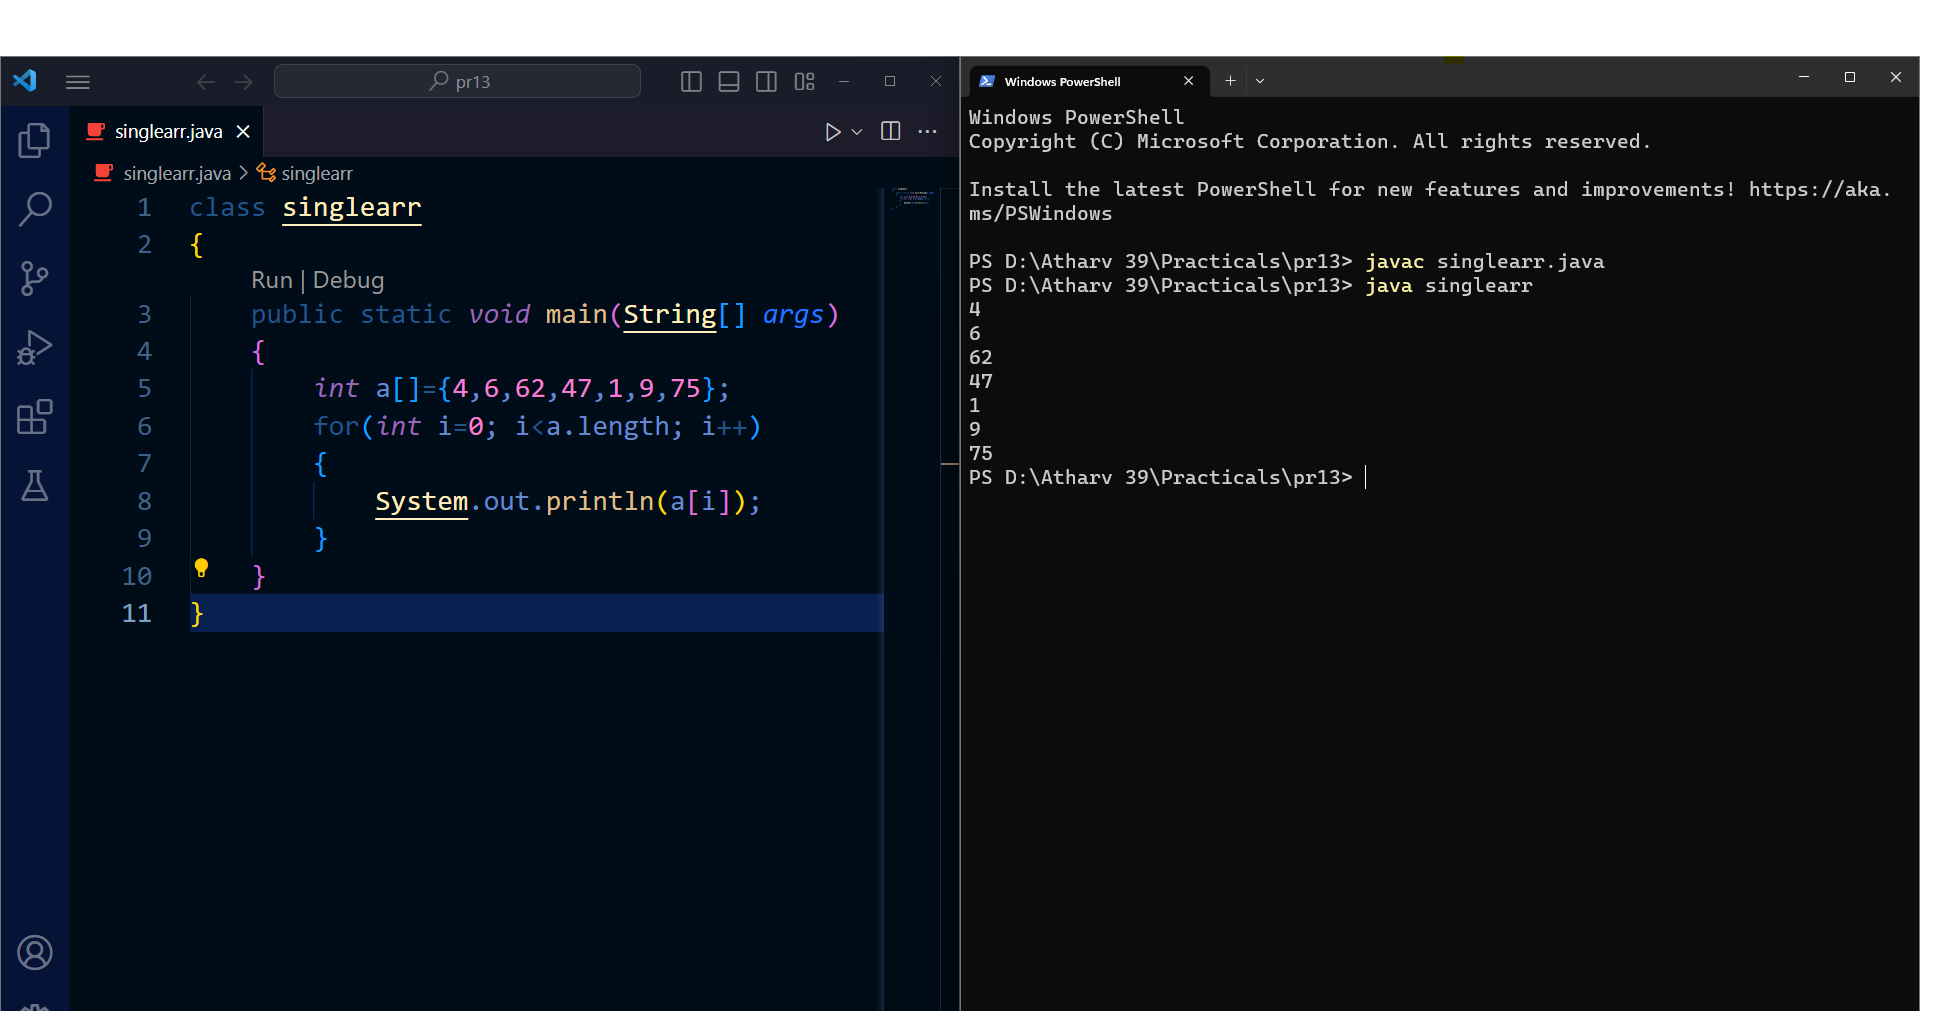 pr13
singlearr.java
singlearr.java > singlearr
1 class singlearr
2 {
Run | Debug
3 public static void main(String[] args)
4 {
5 int a[]={4,6,62,47,1,9,75};
6 for(int i=0; i<a.length; i++)
7 {
8 System.out.println(a[i]);
9 }
10 }
11 }
Windows PowerShell
Windows PowerShell
Copyright (C) Microsoft Corporation. All rights reserved.
Install the latest PowerShell for new features and improvements! https://aka.
ms/PSWindows
PS D:\Atharv 39\Practicals\pr13> javac singlearr.java
PS D:\Atharv 39\Practicals\pr13> java singlearr
4
6
62
47
1
9
75
PS D:\Atharv 39\Practicals\pr13>